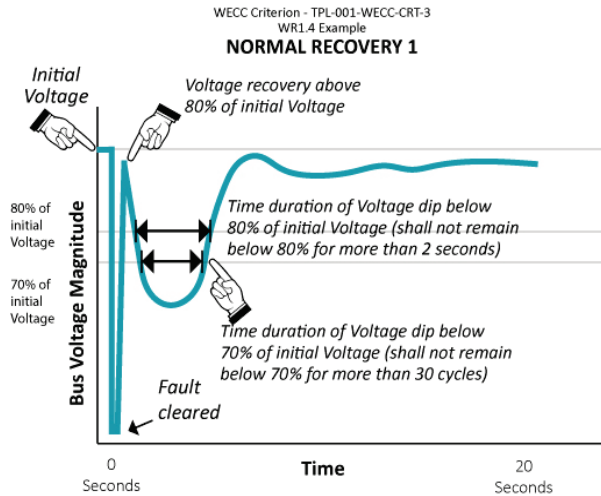 WECC Criterion - TPL-001-WECC-CRT-3
WR1.4 Example
NORMAL RECOVERY 1
Initial
Voltage
Voltage recovery above
80% of initial Voltage
80% of
initial
Voltage
70% of
initial
Voltage
Bus Voltage Magnitude
Time duration of Voltage dip below
80% of initial Voltage (shall not remain
below 80% for more than 2 seconds)
Time duration of Voltage dip below
70% of initial Voltage (shall not remain
below 70% for more than 30 cycles)
Fault
cleared
0
Seconds
Time
20
Seconds